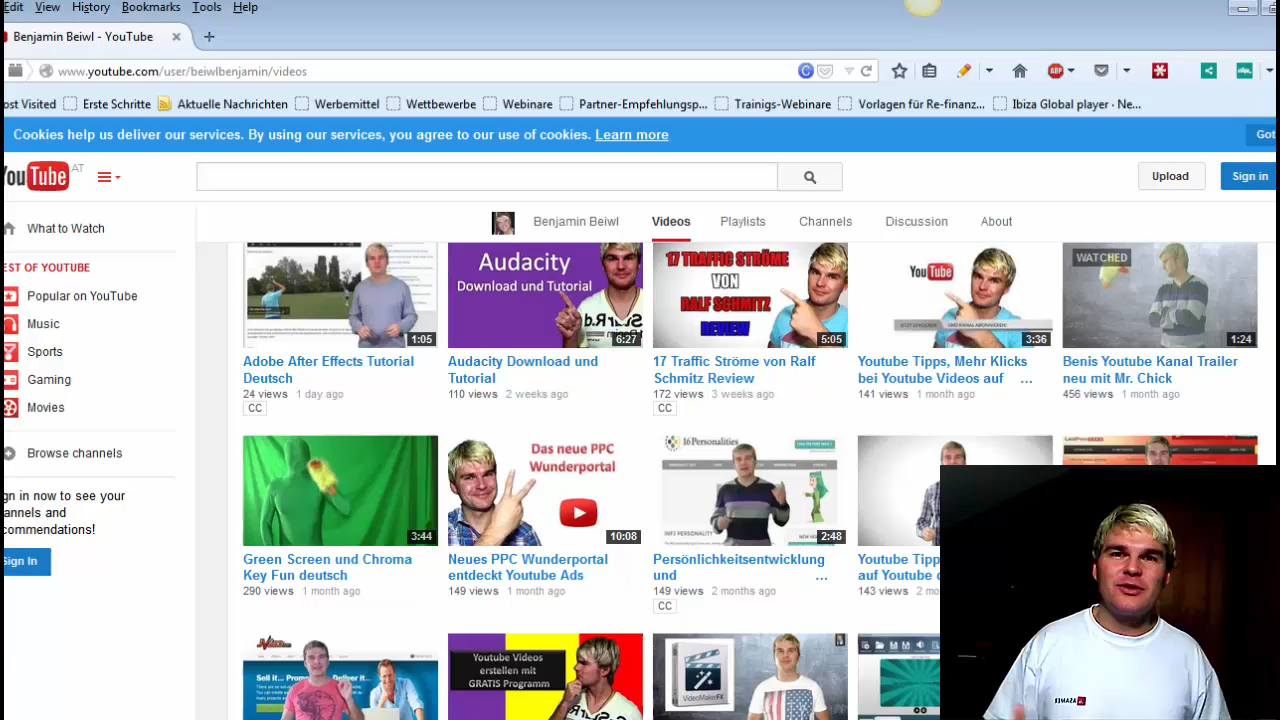 Edit View History Bookmarks Tools Help
Benjamin Beiwl - YouTube
www.youtube.com/user/beiwlbenjamin/videos
ost Visited Erste Schritte Aktuelle Nachrichten Werbemittel Wettbewerbe Webinare Partner-Empfehlungsp... Trainigs-Webinare Vorlagen für Re-finanz... Ibiza Global player - Ne...
Cookies help us deliver our services. By using our services, you agree to our use of cookies. Learn more Got
YouTube AT Upload Sign in
What to Watch
Benjamin Beiwl Videos Playlists Channels Discussion About
EST OF YOUTUBE
Popular on YouTube
Music
Sports
Gaming
Movies
Browse channels
gn in now to see your
annels and
commendations!
Sign In
1:05
Adobe After Effects Tutorial
Deutsch
24 views 1 day ago
CC
Audacity
Download und Tutorial
6:27
Audacity Download und
Tutorial
110 views 2 weeks ago
17 TRAFFIC STRÖME
VON
RALF SCHMITZ
REVIEW
5:05
17 Traffic Ströme von Ralf
Schmitz Review
172 views 3 weeks ago
CC
YouTube
3:36
Youtube Tipps, Mehr Klicks
bei Youtube Videos auf ...
141 views 1 month ago
WATCHED
1:24
Benis Youtube Kanal Trailer
neu mit Mr. Chick
456 views 1 month ago
3:44
Green Screen und Chroma
Key Fun deutsch
290 views 1 month ago
Das neue PPC
Wunderportal
10:08
Neues PPC Wunderportal
entdeckt Youtube Ads
149 views 1 month ago
16Personalities
2:48
Persönlichkeitsentwicklung
und ...
149 views 2 months ago
CC
Youtube Tipp
auf Youtube
143 views 2 mo
Youtube Videos
erstellen mit
GRATIS Programm
VideoMakerFX